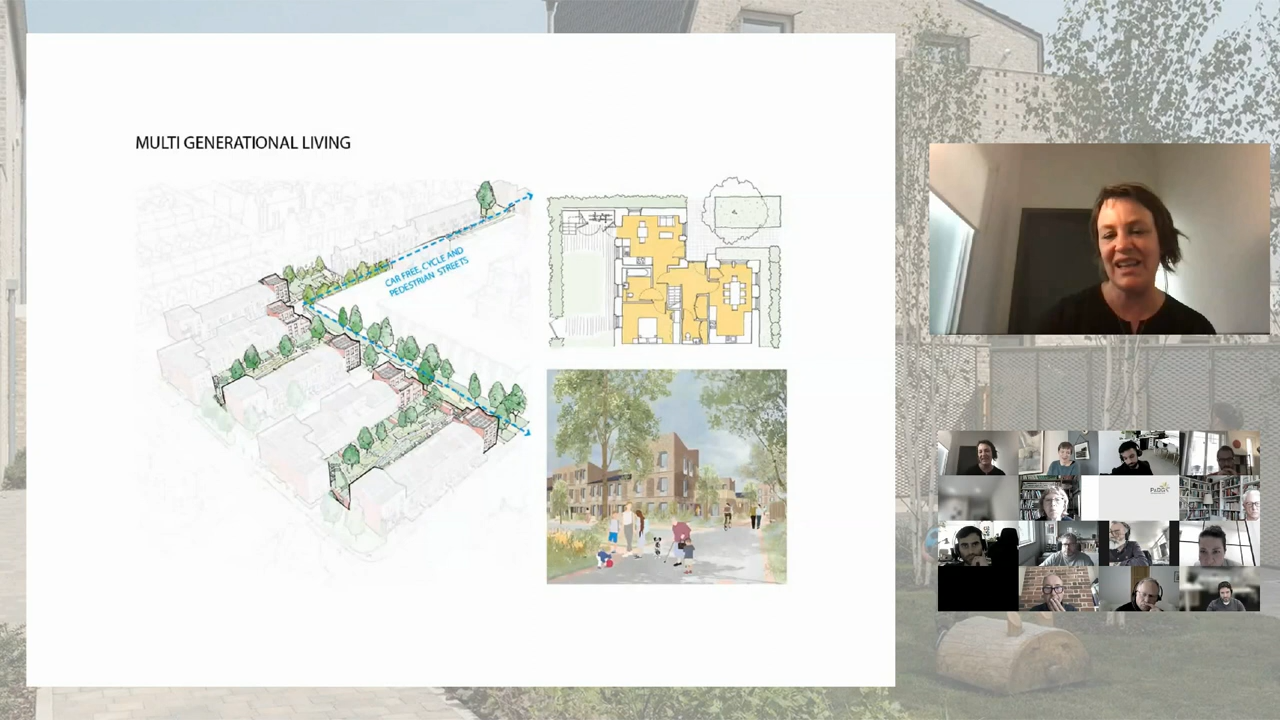 MULTI GENERATIONAL LIVING
CAR FREE, CYCLE AND
PEDESTRIAN STREETS